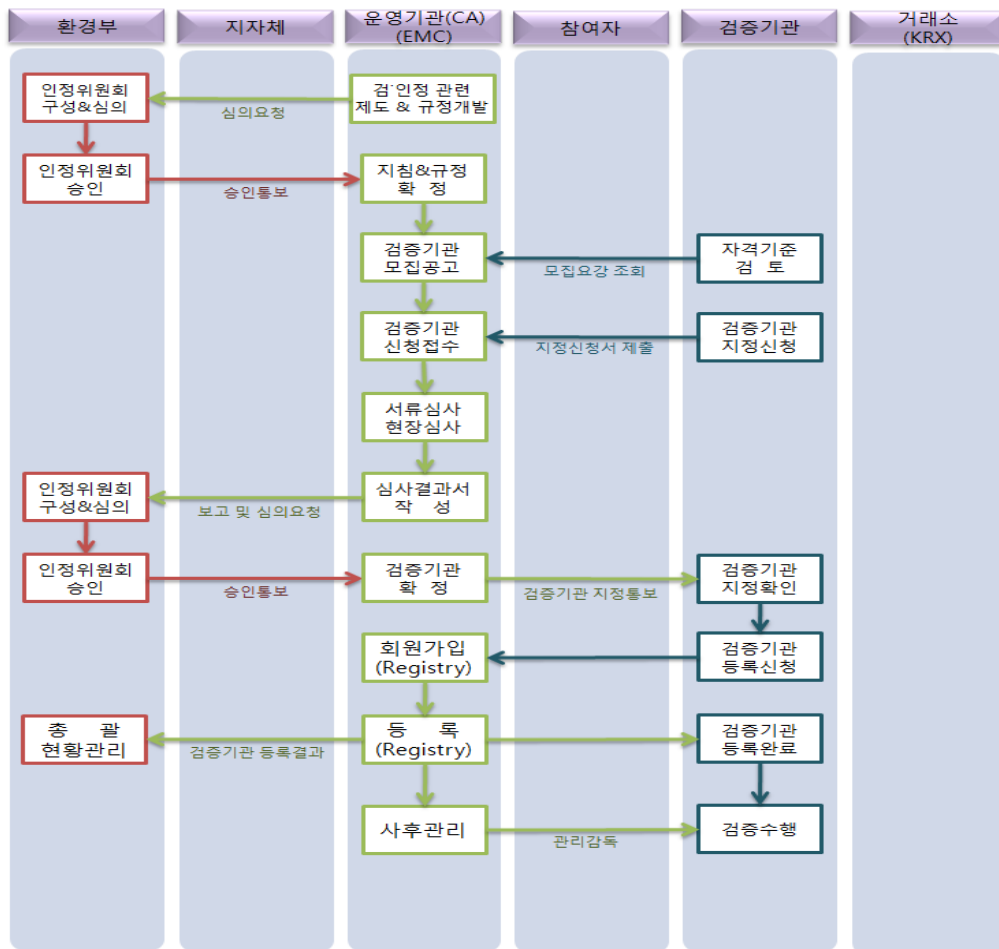 환경부
지자체
운영기관(CA)
(EMC)
참여자
검증기관
거래소
(KRX)
인정위원회
구성&심의
심의요청
검·인정 관련
제도 & 규정개발
인정위원회
승인
승인통보
지침&규정
확 정
검증기관
모집공고
모집요강 조회
자격기준
검 토
검증기관
신청접수
지정신청서 제출
검증기관
지정신청
서류심사
현장심사
인정위원회
구성&심의
보고 및 심의요청
심사결과서
작 성
인정위원회
승인
승인통보
검증기관
확 정
검증기관 지정통보
검증기관
지정확인
회원가입
(Registry)
검증기관
등록신청
총 괄
현황관리
검증기관 등록결과
등 록
(Registry)
검증기관
등록완료
사후관리
관리감독
검증수행